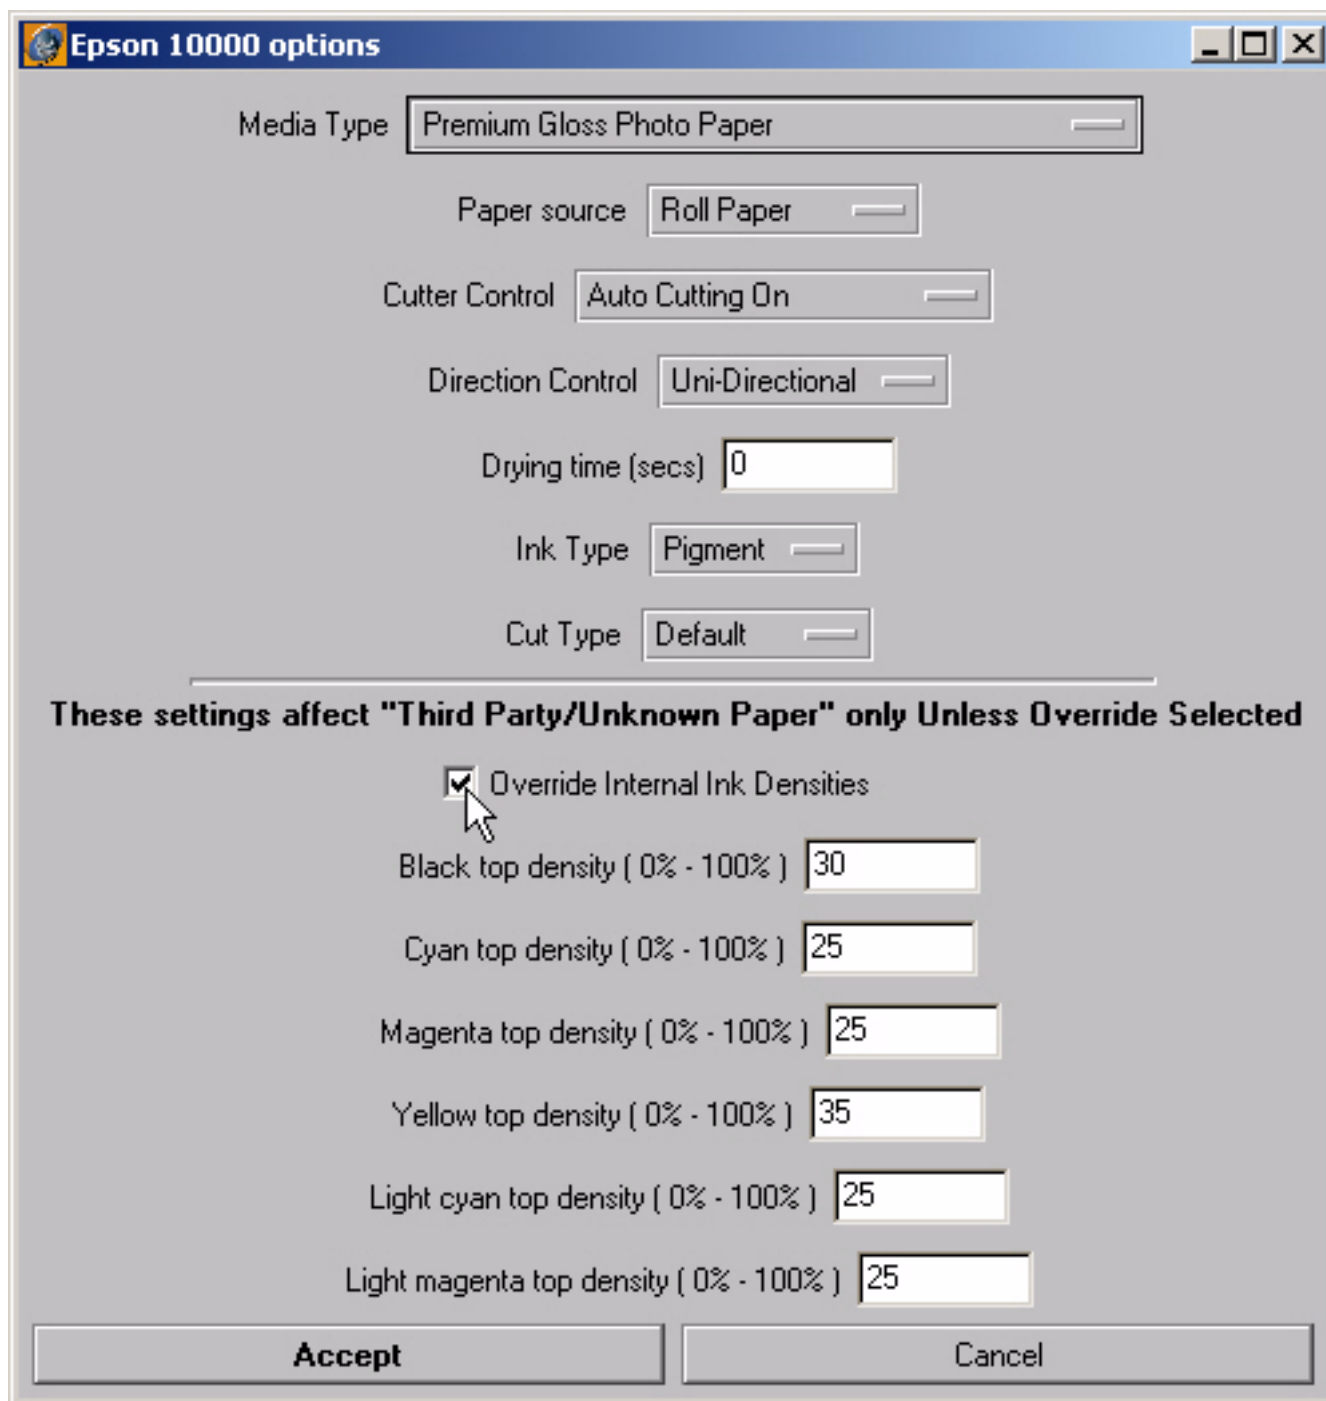 Epson 10000 options
Media Type Premium Gloss Photo Paper
Paper source Roll Paper
Cutter Control Auto Cutting On
Direction Control Uni-Directional
Drying time (secs) 0
Ink Type Pigment
Cut Type Default
These settings affect "Third Party/Unknown Paper" only Unless Override Selected
Override Internal Ink Densities
Black top density ( 0% - 100% ) 30
Cyan top density ( 0% - 100% ) 25
Magenta top density ( 0% - 100% ) 25
Yellow top density ( 0% - 100% ) 35
Light cyan top density ( 0% - 100% ) 25
Light magenta top density ( 0% - 100% ) 25
Accept Cancel